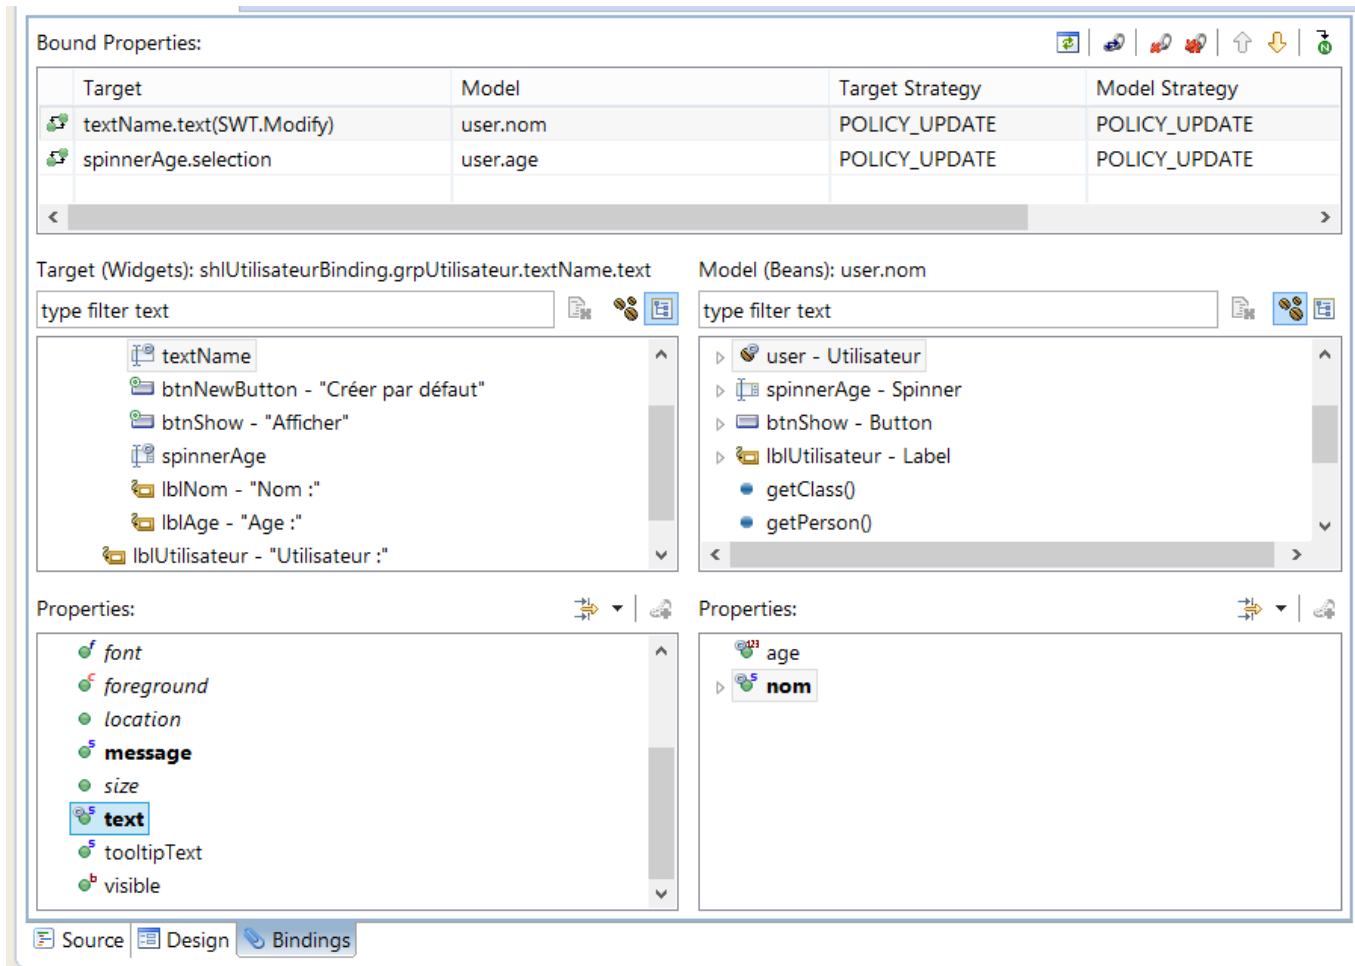 Bound Properties:
Target Model Target Strategy Model Strategy
textName.text(SWT.Modify) user.nom POLICY_UPDATE POLICY_UPDATE
spinnerAge.selection user.age POLICY_UPDATE POLICY_UPDATE
Target (Widgets): shlUtilisateurBinding.grpUtilisateur.textName.text
type filter text
textName
btnNewButton - "Créer par défaut"
btnShow - "Afficher"
spinnerAge
lblNom - "Nom :"
lblAge - "Age :"
lblUtilisateur - "Utilisateur :"
Model (Beans): user.nom
type filter text
user - Utilisateur
spinnerAge - Spinner
btnShow - Button
lblUtilisateur - Label
getClass()
getPerson()
Properties:
font
foreground
location
message
size
text
tooltipText
visible
Properties:
age
nom
Source Design Bindings